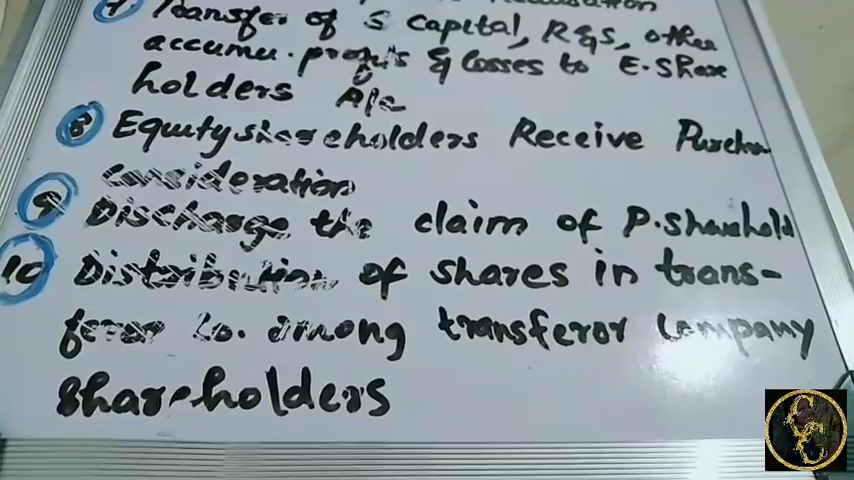 7 Transfer of S capital, R&S, other
accumu. profits & losses to E. Share
holders A/c
8 Equity shareholders Receive Purchase
consideration
9 Discharge the claim of P. Sharehold
10 Distribution of shares in trans-
feror Co. among transferor company
shareholders